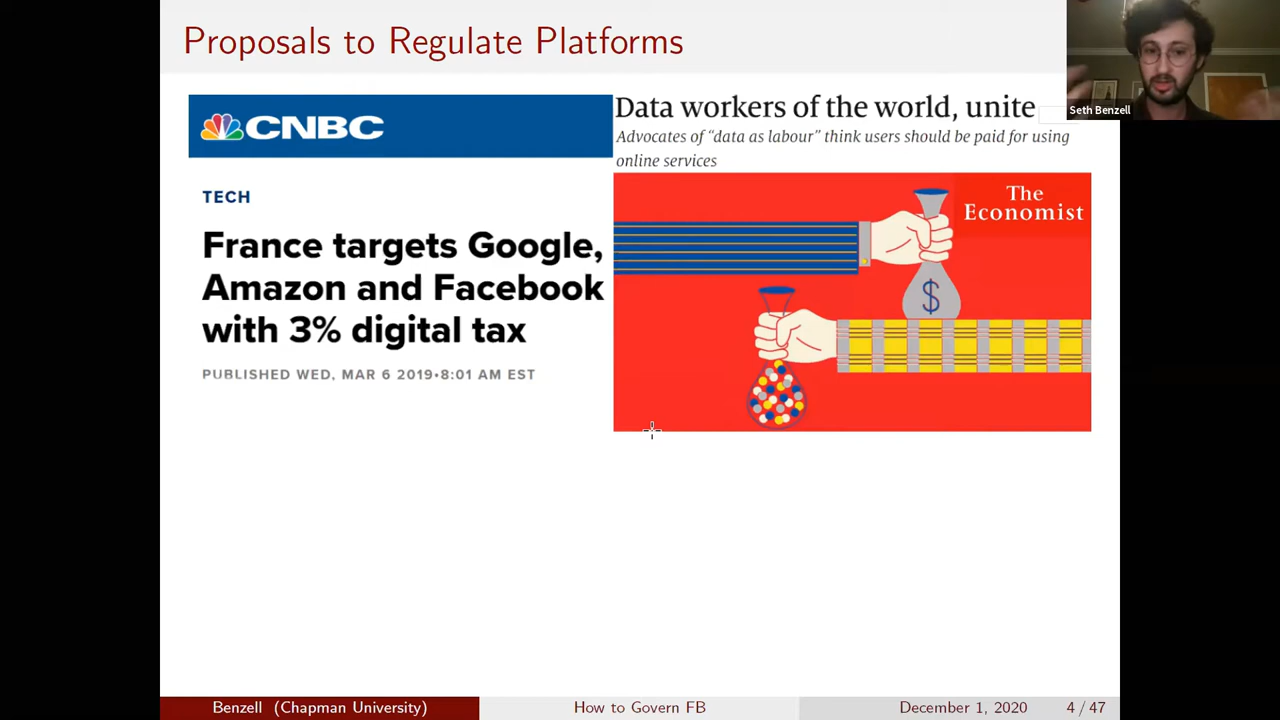 Proposals to Regulate Platforms
Seth Benzell
CNBC
TECH
France targets Google,
Amazon and Facebook
with 3% digital tax
PUBLISHED WED, MAR 6 2019•8:01 AM EST
Data workers of the world, unite
Advocates of “data as labour” think users should be paid for using
online services
The
Economist
$
Benzell (Chapman University)
How to Govern FB
December 1, 2020
4 / 47